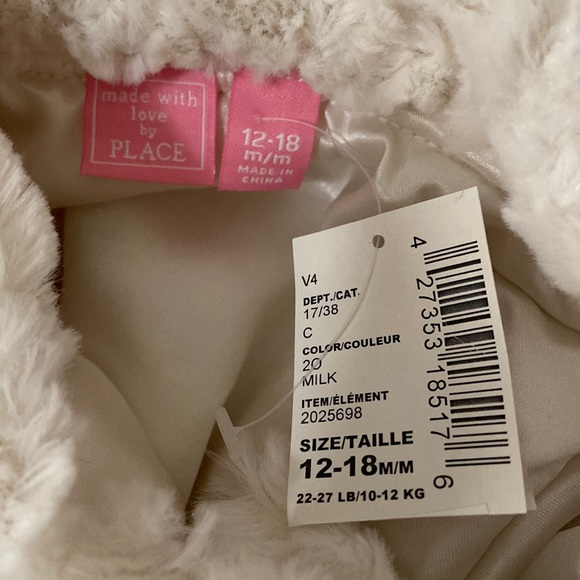 made with
love
by
PLACE
12-18
m/m
MADE IN
CHINA
V4
DEPT./CAT.
17/38
C
COLOR/COULEUR
2O
MILK
ITEM/ÉLÉMENT
2025698
SIZE/TAILLE
12-18M/M
22-27 LB/10-12 KG
4 27353 18517 6